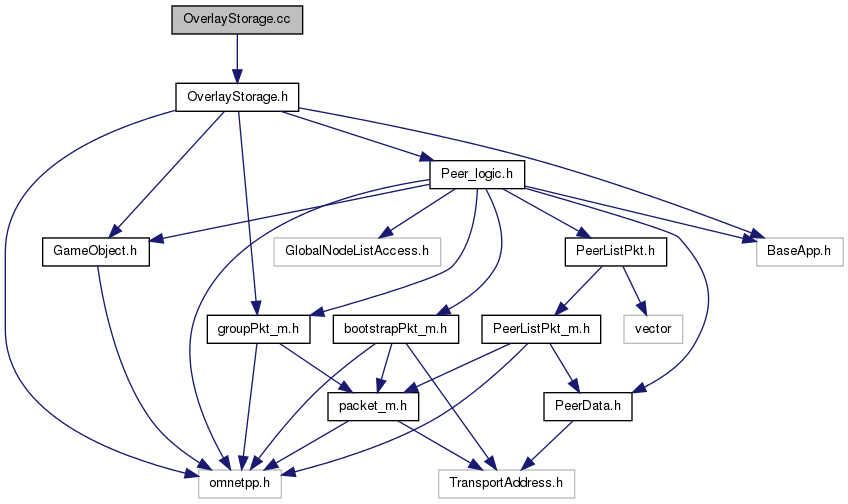 OverlayStorage.cc
OverlayStorage.h
Peer_logic.h
GameObject.h
GlobalNodeListAccess.h
PeerListPkt.h
BaseApp.h
groupPkt_m.h
bootstrapPkt_m.h
PeerListPkt_m.h
vector
packet_m.h
PeerData.h
omnetpp.h
TransportAddress.h